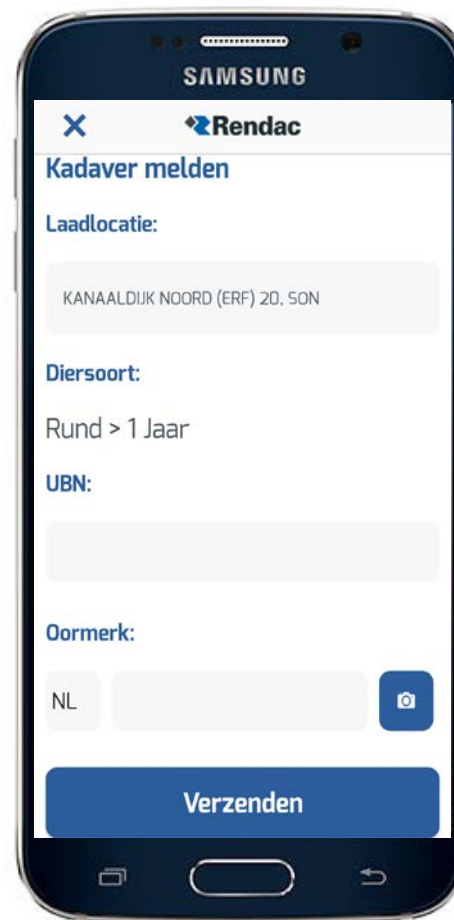 SAMSUNG
Rendac
Kadaver melden
Laadlocatie:
KANAALDIJK NOORD (ERF) 20, SON
Diersoort:
Rund > 1 Jaar
UBN:
Oormerk:
NL
Verzenden